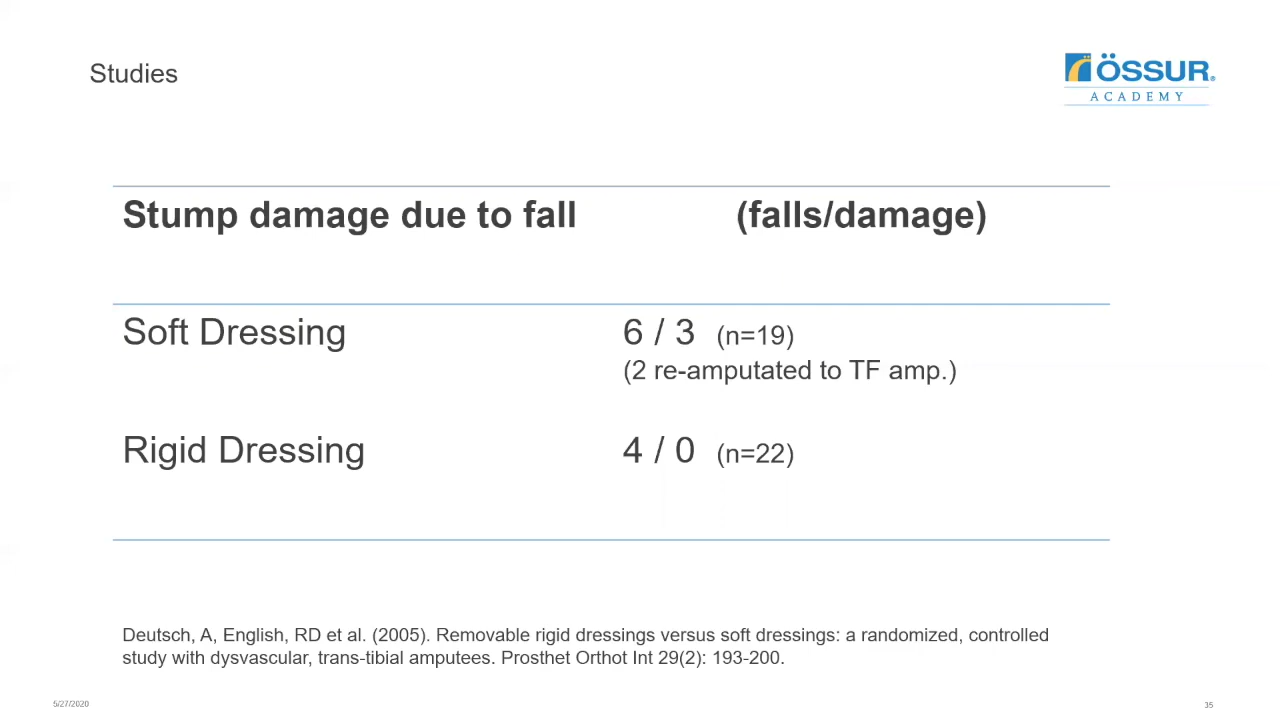 Studies
ÖSSUR®
ACADEMY
Stump damage due to fall (falls/damage)
Soft Dressing 6 / 3 (n=19)
(2 re-amputated to TF amp.)
Rigid Dressing 4 / 0 (n=22)
Deutsch, A, English, RD et al. (2005). Removable rigid dressings versus soft dressings: a randomized, controlled
study with dysvascular, trans-tibial amputees. Prosthet Orthot Int 29(2): 193-200.
5/27/2020
35